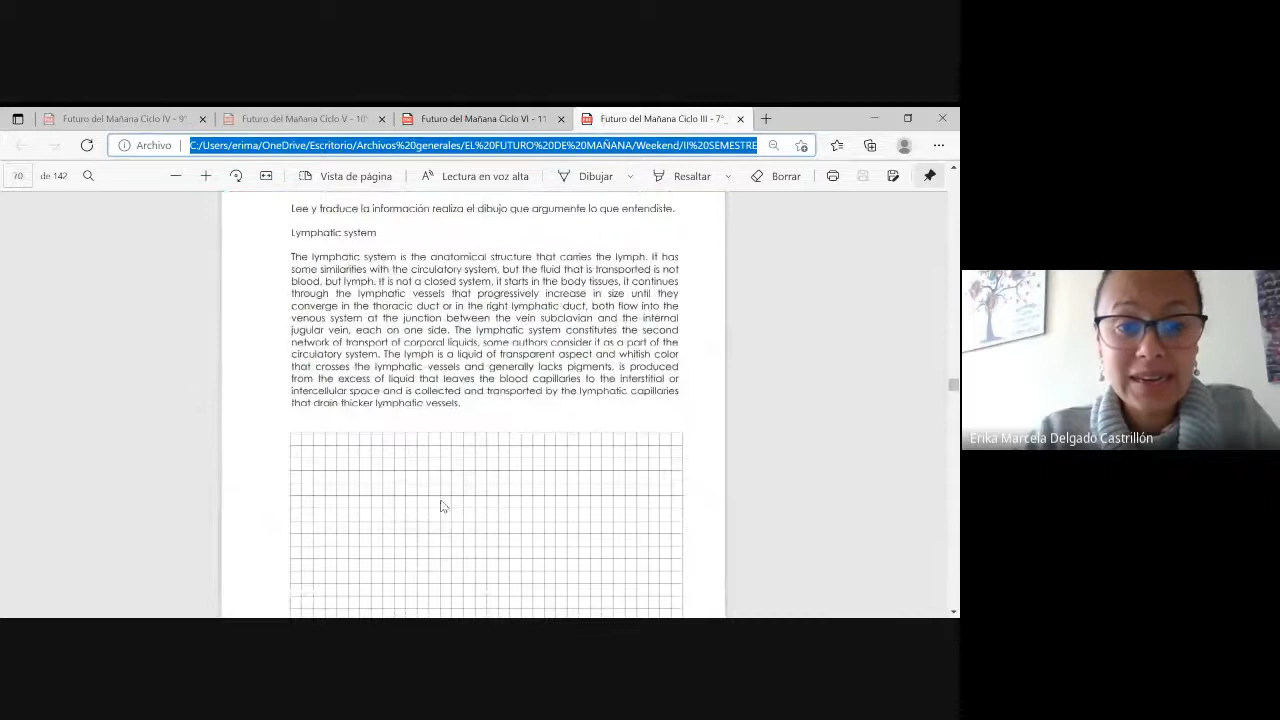 Futuro del Mañana Ciclo IV - 9°
Futuro del Mañana Ciclo V - 10°
Futuro del Mañana Ciclo VI - 11
Futuro del Mañana Ciclo III - 7°
Archivo
C:/Users/erima/OneDrive/Escritorio/Archivos%20generales/EL%20FUTURO%20DE%20MAÑANA/Weekend/II%20SEMESTRE
70 de 142
Vista de página
Lectura en voz alta
Dibujar
Resaltar
Borrar
Lee y traduce la información realiza el dibujo que argumente lo que entendiste.
Lymphatic system
The lymphatic system is the anatomical structure that carries the lymph. It has
some similarities with the circulatory system, but the fluid that is transported is not
blood, but lymph. It is not a closed system, it starts in the body tissues, it continues
through the lymphatic vessels that progressively increase in size until they
converge in the thoracic duct or in the right lymphatic duct, both flow into the
venous system at the junction between the vein subclavian and the internal
jugular vein, each on one side. The lymphatic system constitutes the second
network of transport of corporal liquids, some authors consider it as a part of the
circulatory system. The lymph is a liquid of transparent aspect and whitish color
that crosses the lymphatic vessels and generally lacks pigments, is produced
from the excess of liquid that leaves the blood capillaries to the interstitial or
intercellular space and is collected and transported by the lymphatic capillaries
that drain thicker lymphatic vessels.
Erika Marcela Delgado Castrillón